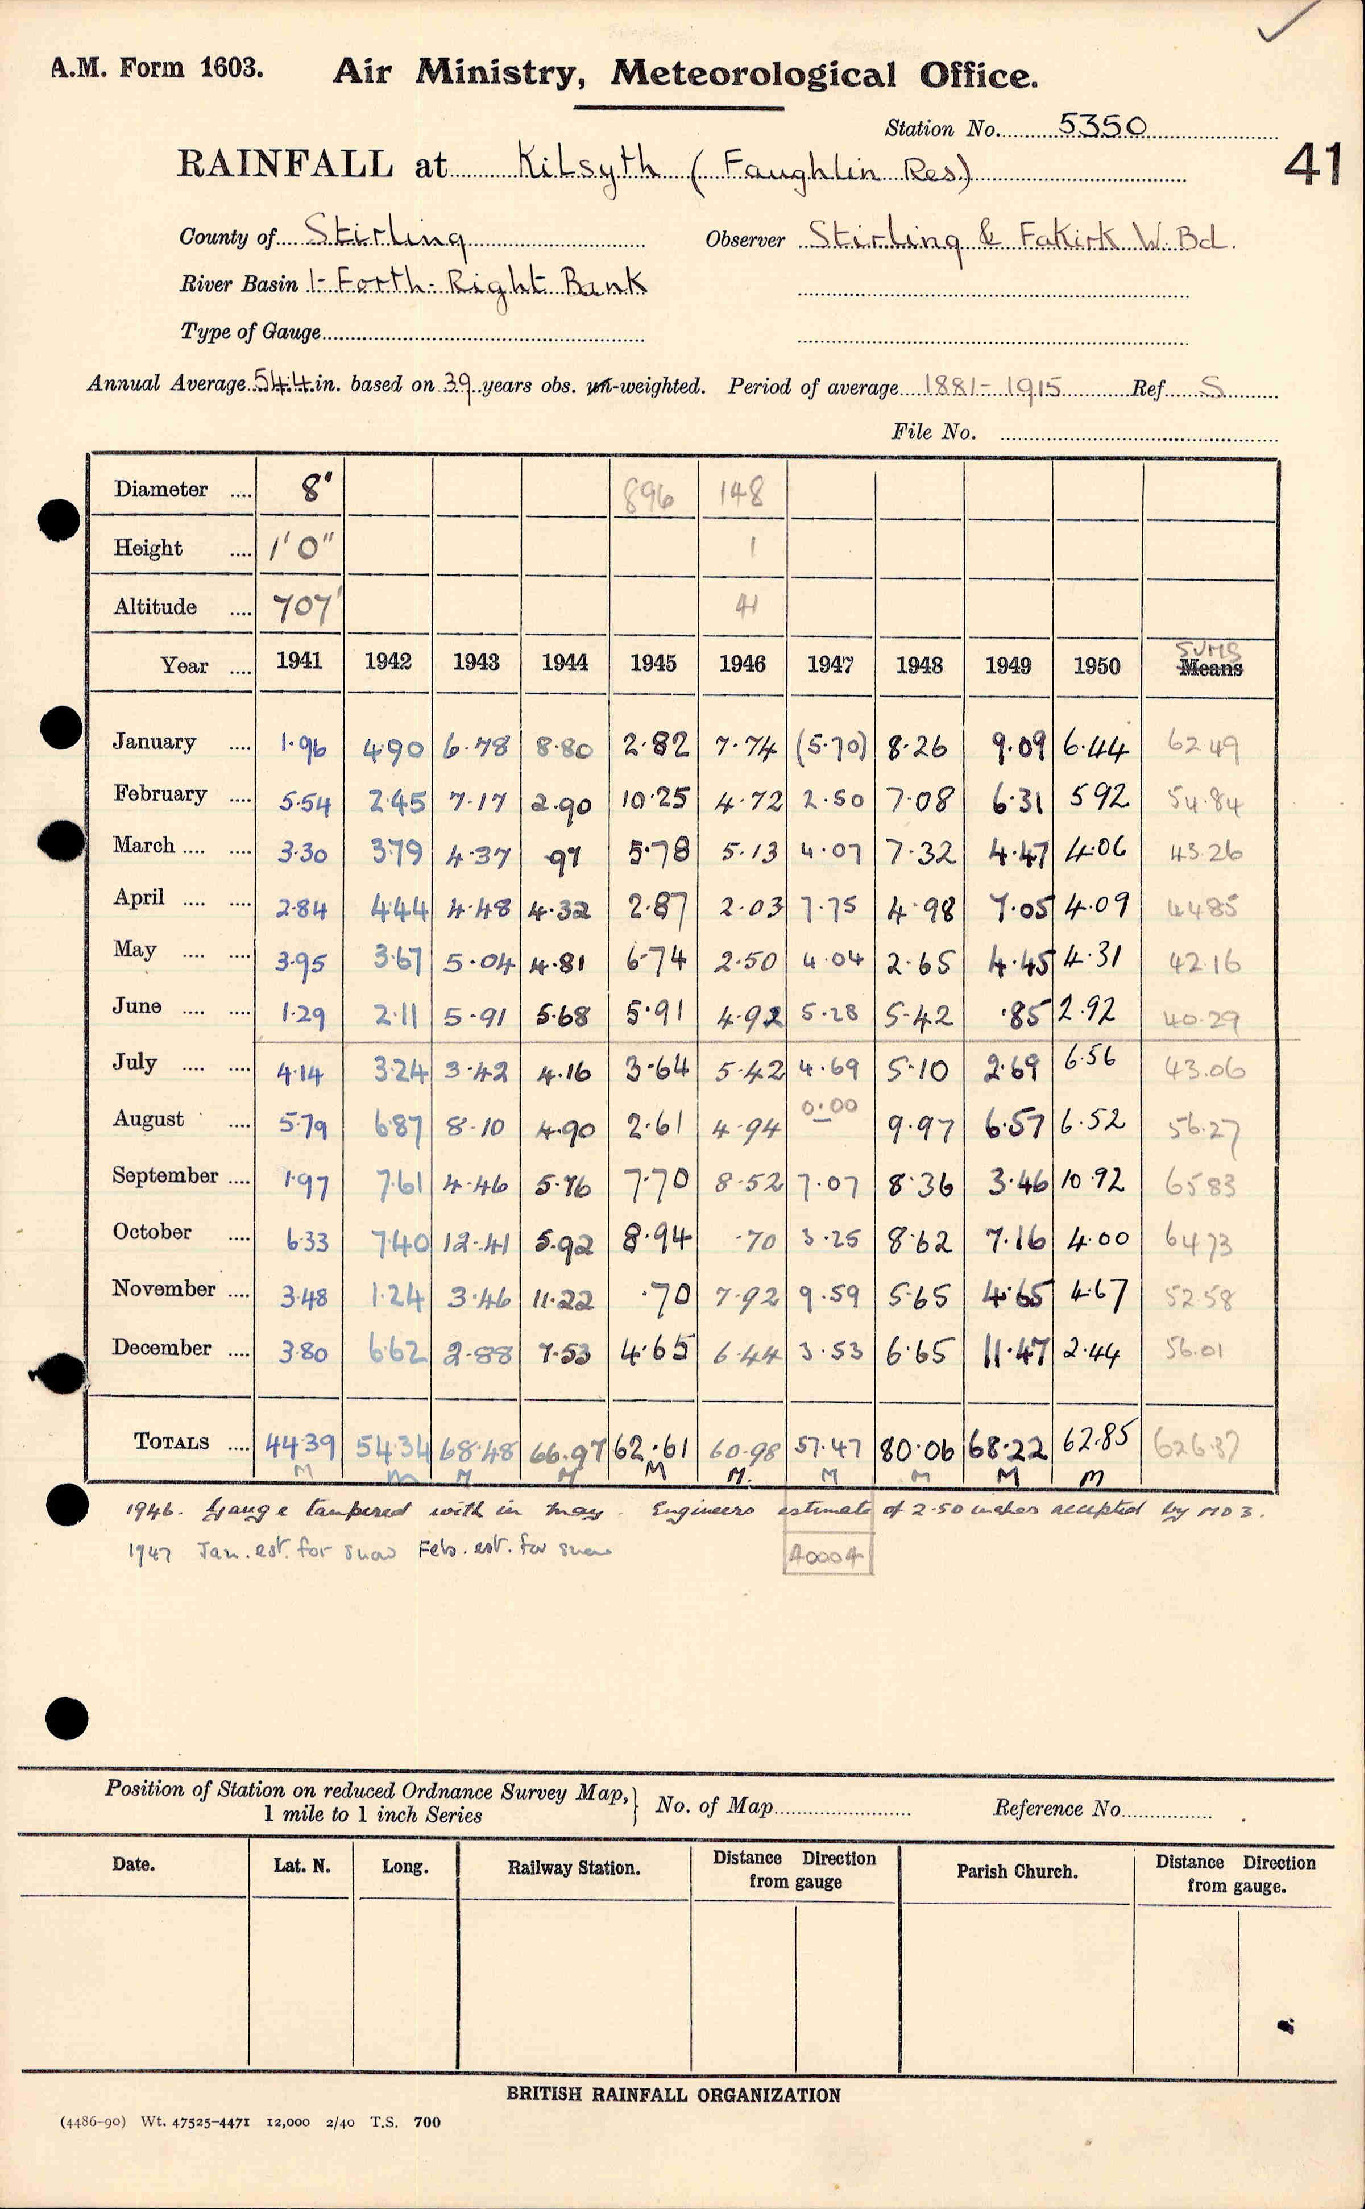 A.M. Form 1603. Air Ministry, Meteorological Office.
Station No. 5350
41
RAINFALL at Kilsyth (Faughlin Res)
County of Stirling Observer Stirling & Fakirk W. Bd.
River Basin 1- Forth- Right Bank
Type of Gauge
Annual Average 54.4 in. based on 39 years obs. un-weighted. Period of average 1881-1915 Ref. S
File No.
Diameter .... 8" 896 148
Height .... 1'0" 1
Altitude .... 707' 41
SUMS
Year .... 1941 1942 1943 1944 1945 1946 1947 1948 1949 1950 Means
January .... 1.96 4.90 6.78 8.80 2.82 7.74 (5.70) 8.26 9.09 6.44 62.49
February .... 5.54 2.45 7.17 2.90 10.25 4.72 2.50 7.08 6.31 5.92 54.84
March .... .... 3.30 3.79 4.37 .97 5.78 5.13 4.07 7.32 4.47 4.06 43.26
April .... .... 2.84 4.44 4.48 4.32 2.87 2.03 7.75 4.98 7.05 4.09 44.85
May .... .... 3.95 3.67 5.04 4.81 6.74 2.50 4.04 2.65 4.45 4.31 42.16
June .... .... 1.29 2.11 5.91 5.68 5.91 4.92 5.28 5.42 .85 2.92 40.29
July .... .... 4.14 3.24 3.42 4.16 3.64 5.42 4.69 5.10 2.69 6.56 43.06
August .... 5.79 6.87 8.10 4.90 2.61 4.94 0.00 9.97 6.57 6.52 56.27
September .... 1.97 7.61 4.46 5.76 7.70 8.52 7.07 8.36 3.46 10.92 65.83
October .... 6.33 7.40 12.41 5.92 8.94 .70 3.25 8.62 7.16 4.00 64.73
November .... 3.48 1.24 3.46 11.22 .70 7.92 9.59 5.65 4.65 4.67 52.58
December .... 3.80 6.62 2.88 7.53 4.65 6.44 3.53 6.65 11.47 2.44 56.01
TOTALS .... 44.39 54.34 68.48 66.97 62.61 60.98 57.47 80.06 68.22 62.85 626.37
M M M M M M. M M M M
1946. Gauge tampered with in May. Engineers estimate of 2.50 inches accepted by MO3.
1947 Jan. est. for snow Feb. est. for snow
A0004
Position of Station on reduced Ordnance Survey Map,} No. of Map Reference No.
1 mile to 1 inch Series
Date. Lat. N. Long. Railway Station. Distance Direction from gauge Parish Church. Distance Direction from gauge.
BRITISH RAINFALL ORGANIZATION
(4486-90) Wt. 47525-4471 12,000 2/40 T.S. 700